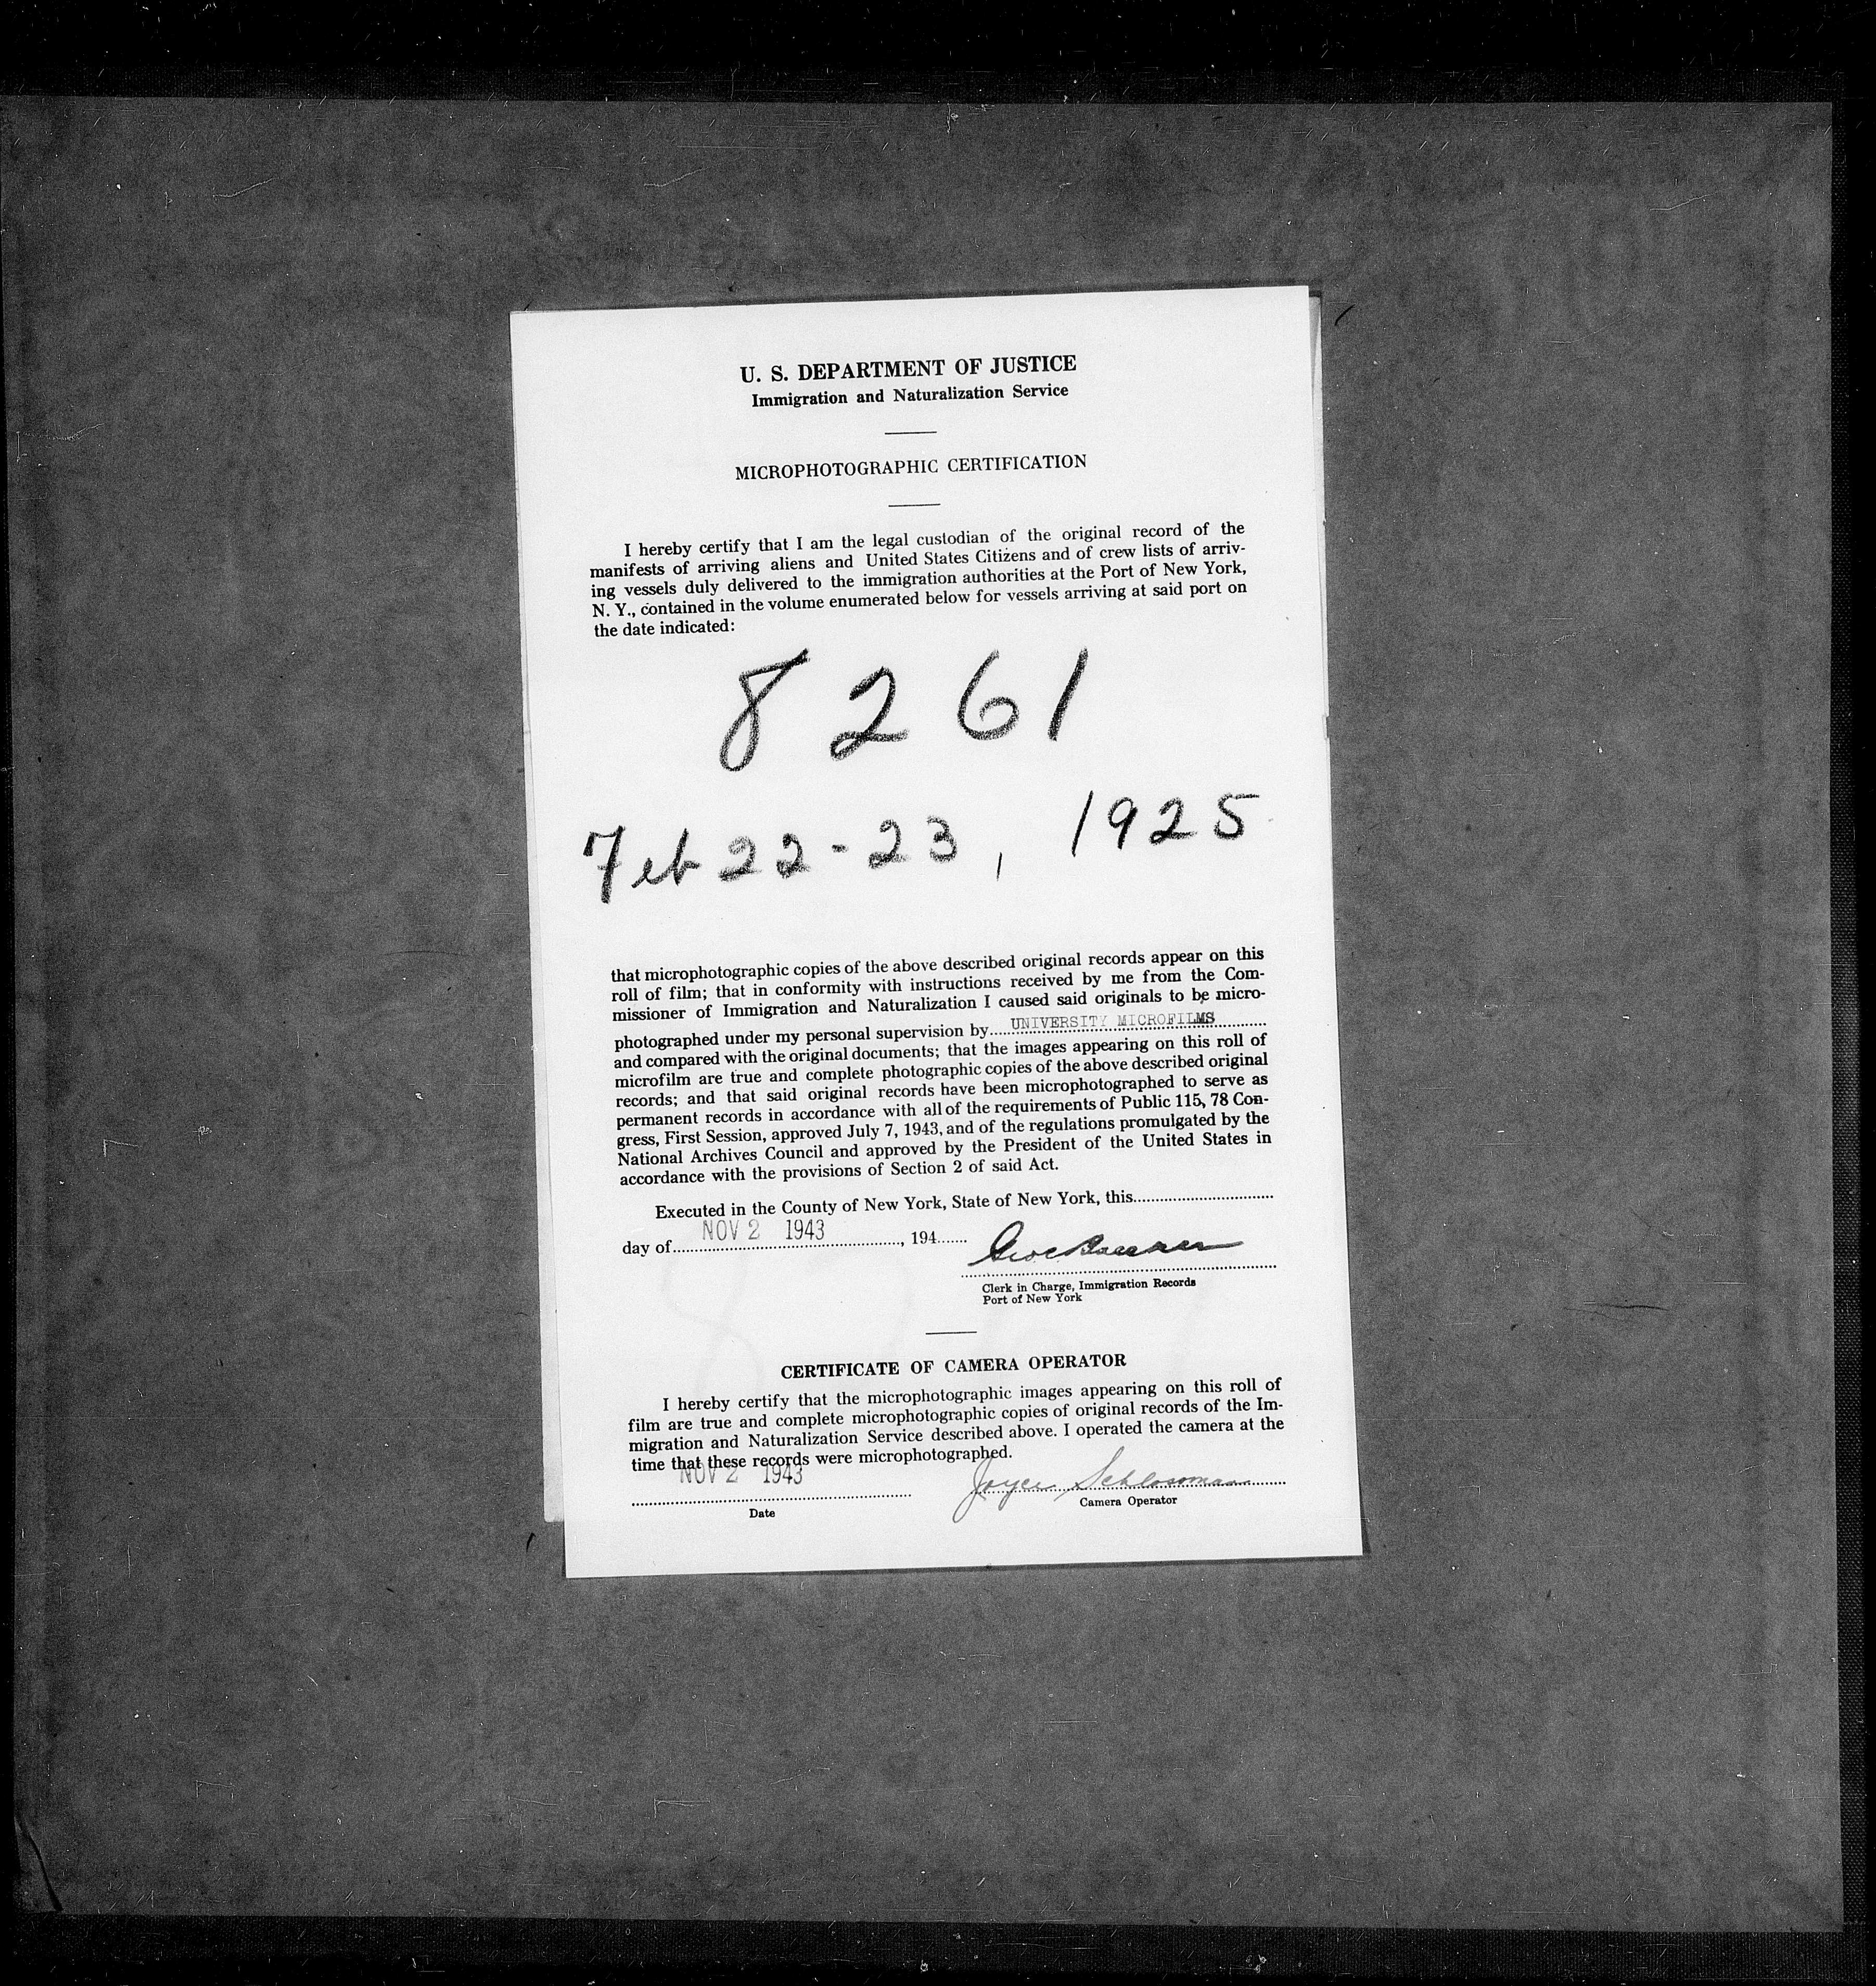 U. S. DEPARTMENT OF JUSTICE
Immigration and Naturalization Service
MICROPHOTOGRAPHIC CERTIFICATION
I hereby certify that I am the legal custodian of the original record of the
manifests of arriving aliens and United States Citizens and of crew lists of arriv-
ing vessels duly delivered to the immigration authorities at the Port of New York,
N. Y., contained in the volume enumerated below for vessels arriving at said port on
the date indicated:
8261
Feb 22-23, 1925
that microphotographic copies of the above described original records appear on this
roll of film; that in conformity with instructions received by me from the Com-
missioner of Immigration and Naturalization I caused said originals to be micro-
photographed under my personal supervision by UNIVERSITY MICROFILMS
and compared with the original documents; that the images appearing on this roll of
microfilm are true and complete photographic copies of the above described original
records; and that said original records have been microphotographed to serve as
permanent records in accordance with all of the requirements of Public 115, 78 Con-
gress, First Session, approved July 7, 1943, and of the regulations promulgated by the
National Archives Council and approved by the President of the United States in
accordance with the provisions of Section 2 of said Act.
Executed in the County of New York, State of New York, this
day of NOV 2 1943, 194
Clerk in Charge, Immigration Records
Port of New York
CERTIFICATE OF CAMERA OPERATOR
I hereby certify that the microphotographic images appearing on this roll of
film are true and complete microphotographic copies of original records of the Im-
migration and Naturalization Service described above. I operated the camera at the
time that these records were microphotographed.
NOV 2 1943 Joyce Schlossman
Date Camera Operator